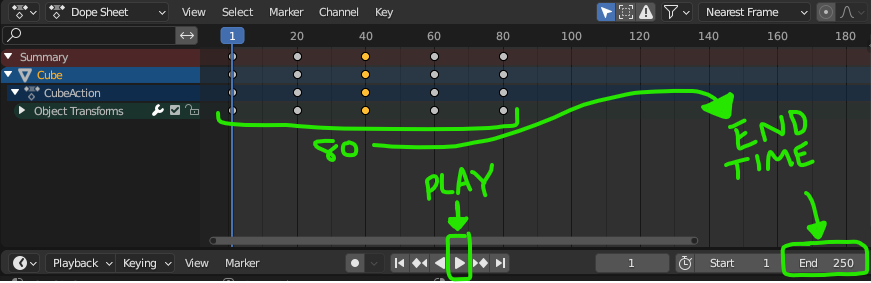 Dope Sheet View Select Marker Channel Key Nearest Frame
1 20 40 60 80 100 120 140 160 180
Summary
Cube
CubeAction
Object Transforms
80
END
TIME
PLAY
Playback Keying View Marker 1 Start 1 End 250